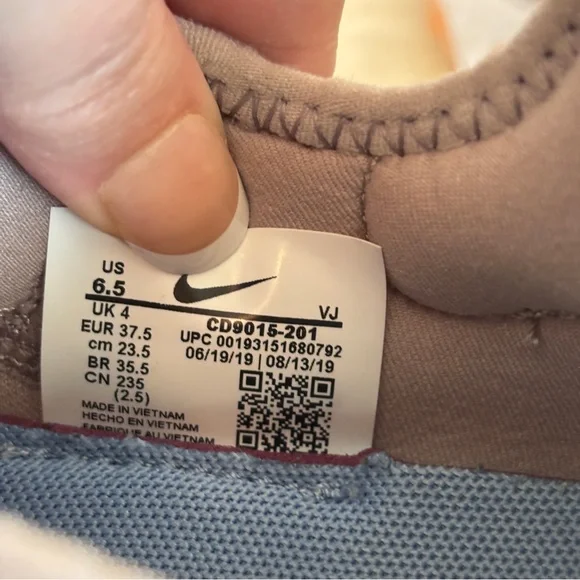 US
6.5
VJ
UK 4
CD9015-201
EUR 37.5
UPC 00193151680792
cm 23.5
06/19/19 | 08/13/19
BR 35.5
CN 235
(2.5)
MADE IN VIETNAM
HECHO EN VIETNAM
FABRIQUE AU VIETNAM